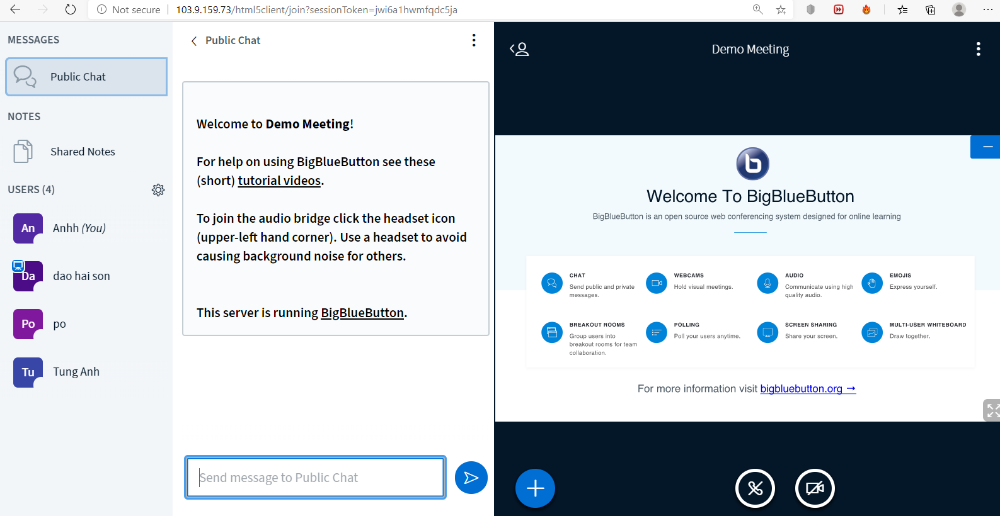 Not secure
103.9.159.73/html5client/join?sessionToken=jwi6a1hwmfqdc5ja
MESSAGES
Public Chat
NOTES
Shared Notes
USERS (4)
An
Anhh (You)
Da
dao hai son
Po
po
Tu
Tung Anh
Public Chat
Welcome to Demo Meeting!
For help on using BigBlueButton see these
(short) tutorial videos.
To join the audio bridge click the headset icon
(upper-left hand corner). Use a headset to avoid
causing background noise for others.
This server is running BigBlueButton.
Send message to Public Chat
Demo Meeting
b
Welcome To BigBlueButton
BigBlueButton is an open source web conferencing system designed for online learning
CHAT
Send public and private
messages.
WEBCAMS
Hold visual meetings.
AUDIO
Communicate using high
quality audio.
EMOJIS
Express yourself.
BREAKOUT ROOMS
Group users into
breakout rooms for team
collaboration.
POLLING
Poll your users anytime.
SCREEN SHARING
Share your screen.
MULTI-USER WHITEBOARD
Draw together.
For more information visit bigbluebutton.org →